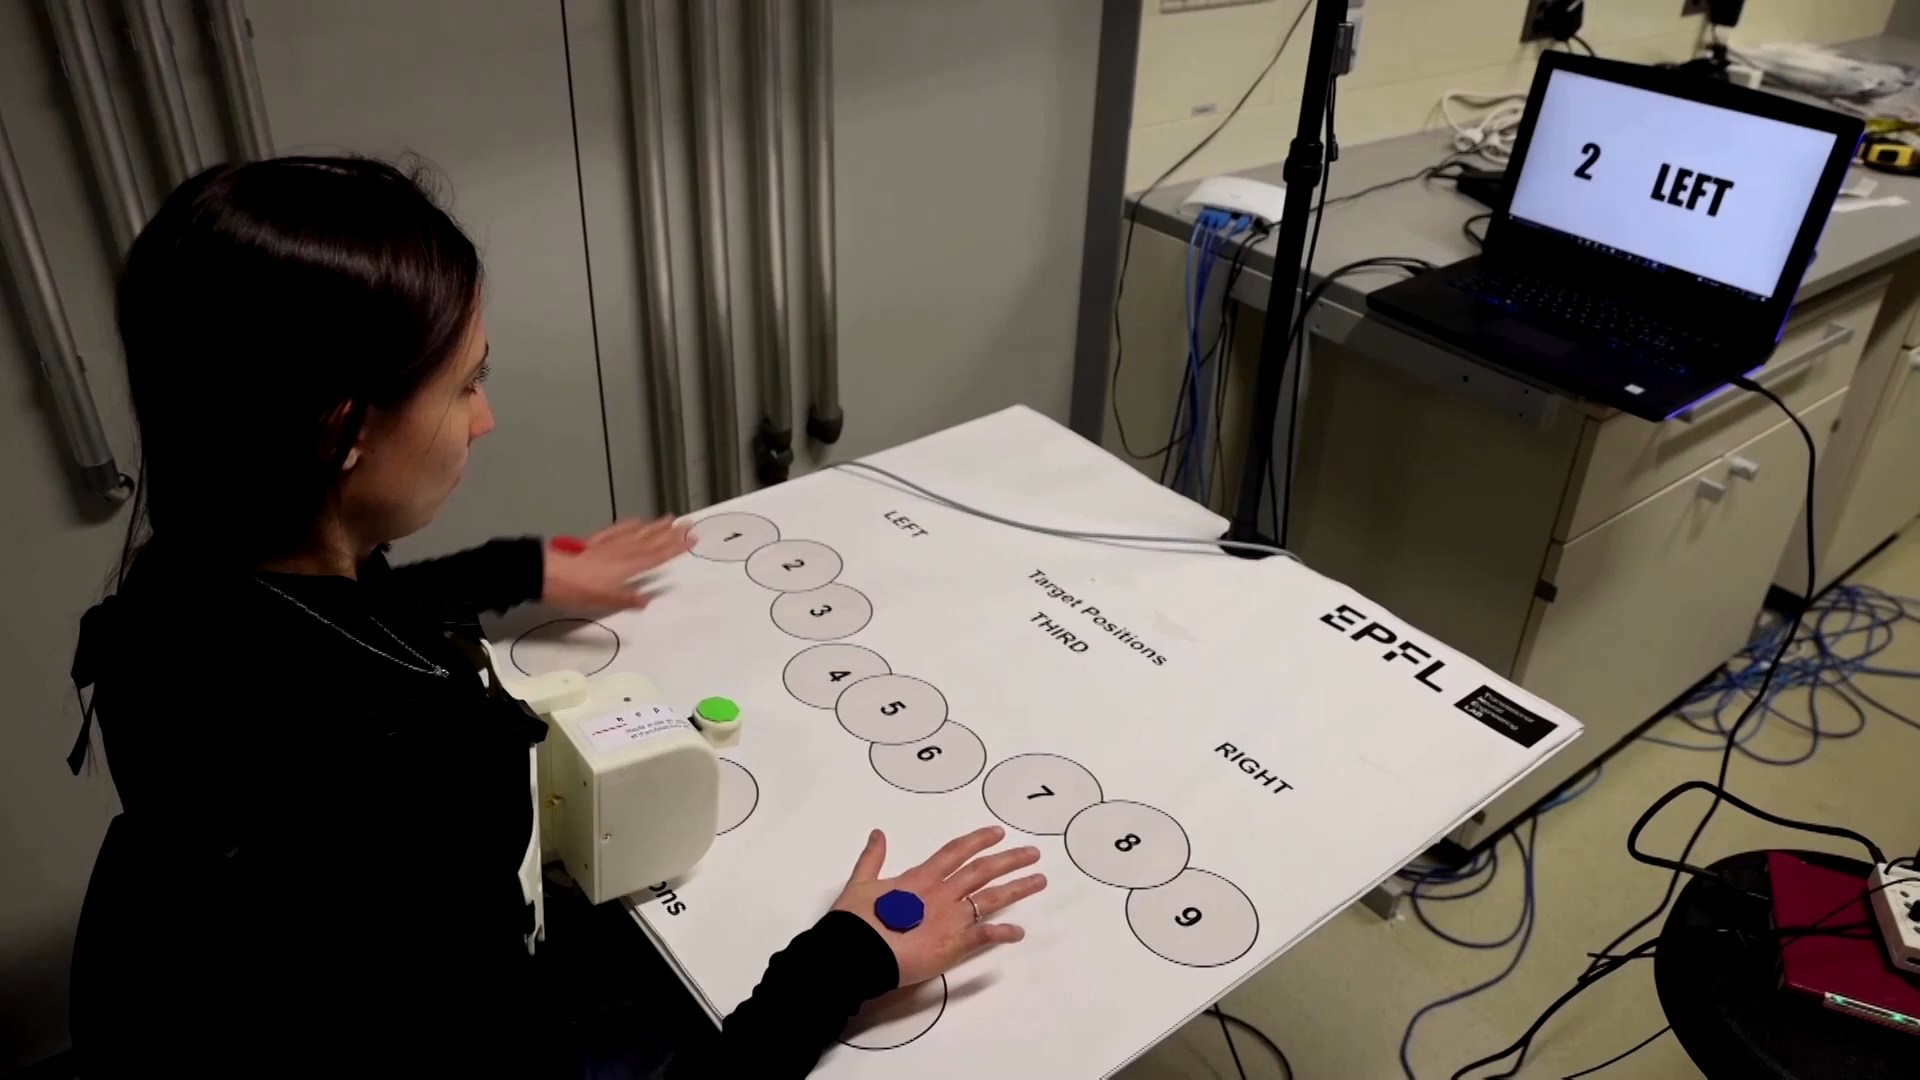 2 LEFT
LEFT
1
2
3
4
5
6
7
8
9
Target Positions
THIRD
RIGHT
EPFL
ons